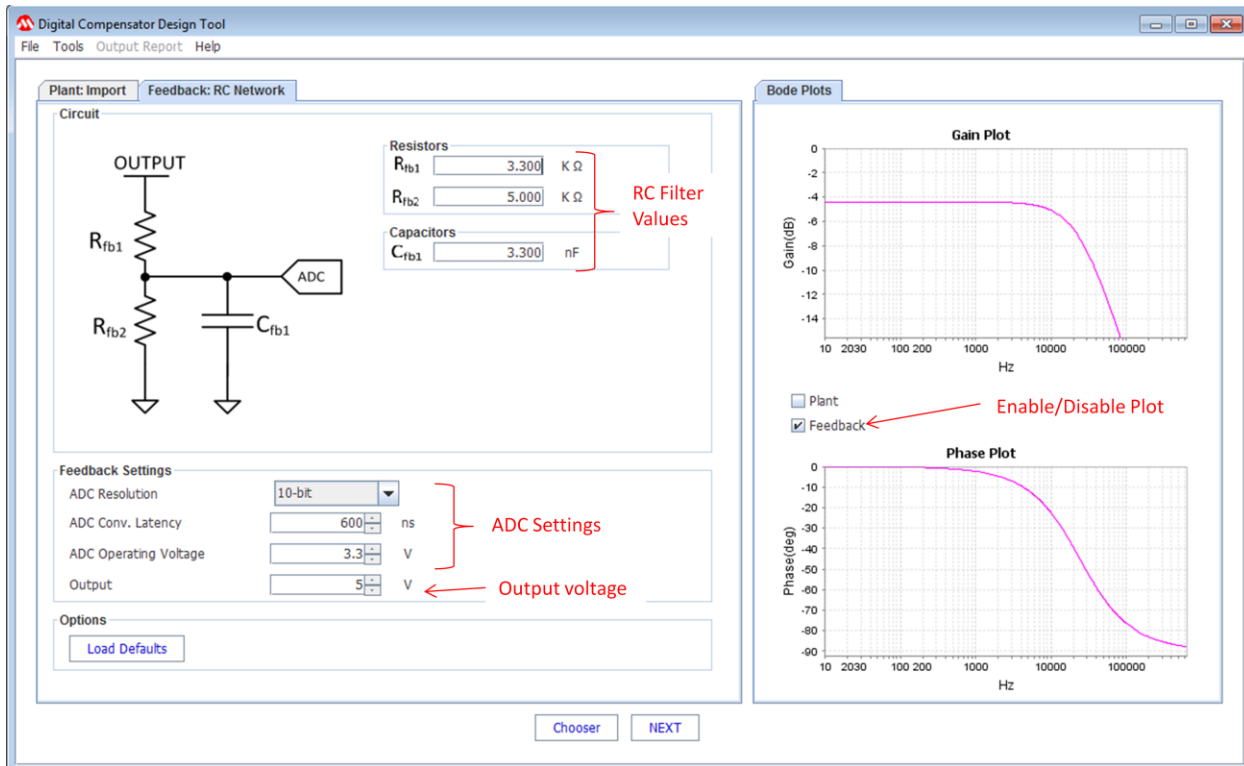 Digital Compensator Design Tool
File Tools Output Report Help
Plant: Import Feedback: RC Network
Circuit
OUTPUT
Rfb1
ADC
Rfb2
Cfb1
Resistors
Rfb1 3.300 K Ω
Rfb2 5.000 K Ω
Capacitors
Cfb1 3.300 nF
RC Filter
Values
Feedback Settings
ADC Resolution 10-bit
ADC Conv. Latency 600 ns
ADC Operating Voltage 3.3 V
Output 5 V
ADC Settings
Output voltage
Options
Load Defaults
Bode Plots
Gain Plot
Gain(dB)
0
-2
-4
-6
-8
-10
-12
-14
10 20 30 100 200 1000 10000 100000
Hz
Plant
Feedback
Enable/Disable Plot
Phase Plot
Phase(deg)
0
-10
-20
-30
-40
-50
-60
-70
-80
-90
10 20 30 100 200 1000 10000 100000
Hz
Chooser NEXT